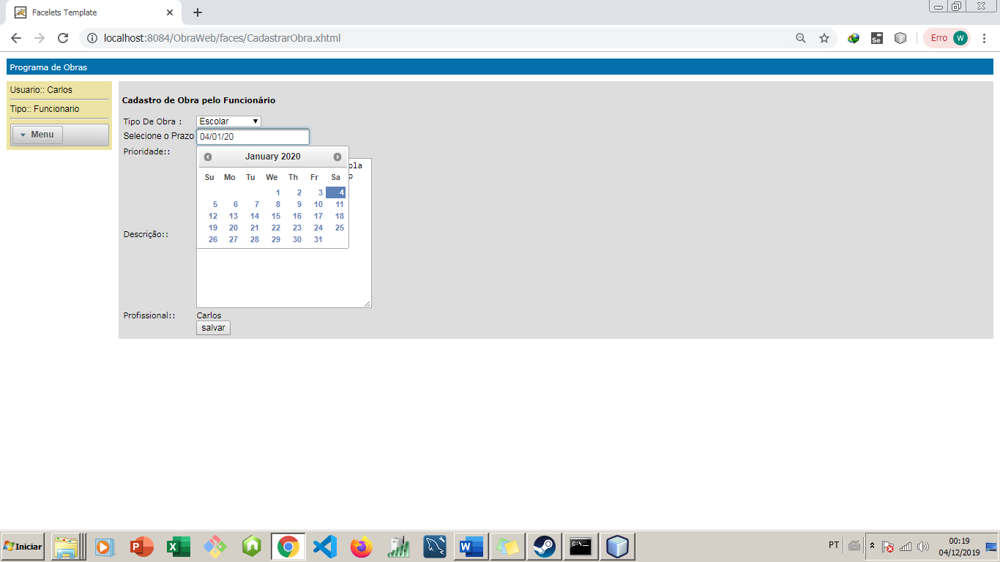 Facelets Template
localhost:8084/ObraWeb/faces/CadastrarObra.xhtml
Se
Erro W
Programa de Obras
Usuario:: Carlos
Tipo:: Funcionario
Menu
Cadastro de Obra pelo Funcionário
Tipo De Obra : Escolar
Selecione o Prazo 04/01/20
Prioridade::
January 2020
Su Mo Tu We Th Fr Sa
1 2 3 4
5 6 7 8 9 10 11
12 13 14 15 16 17 18
19 20 21 22 23 24 25
26 27 28 29 30 31
ola
o
Descrição::
Profissional:: Carlos
salvar
Iniciar
PT
00:19
04/12/2019